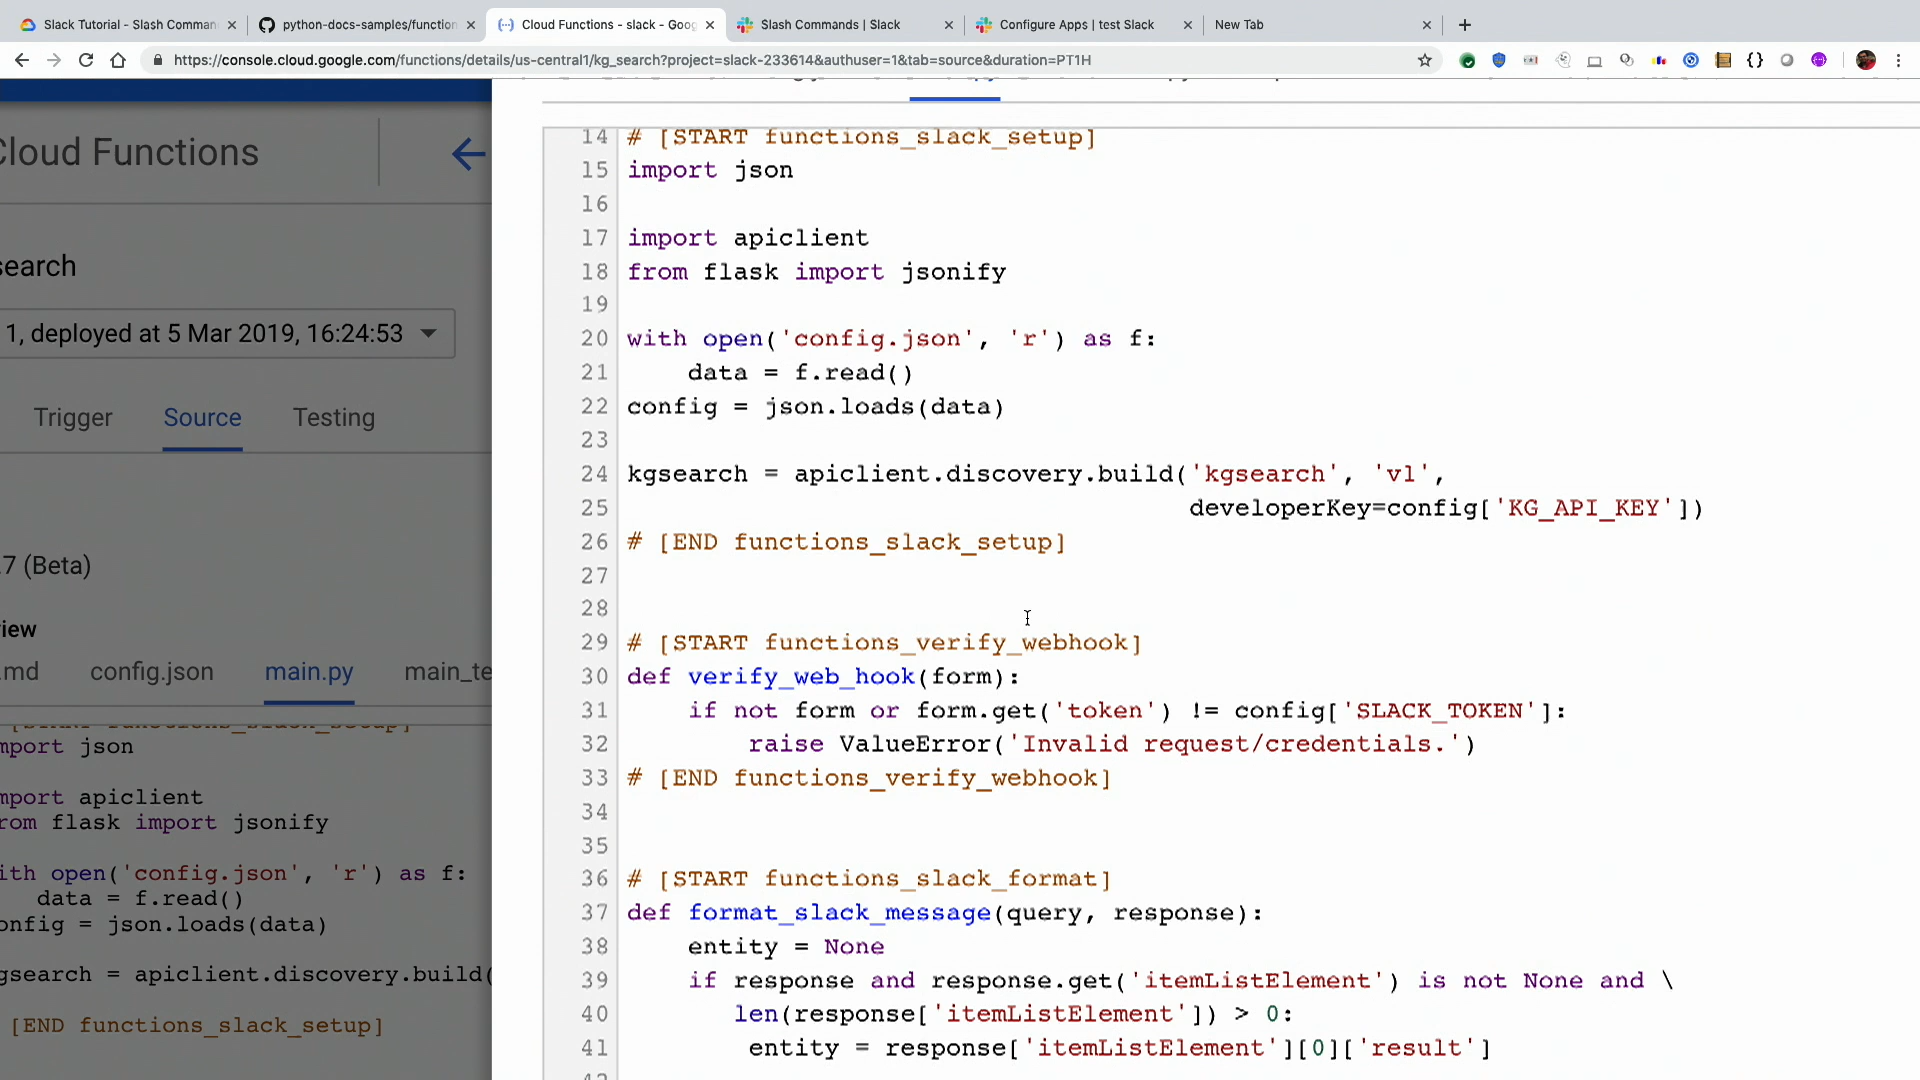 Slack Tutorial - Slash Comman
python-docs-samples/function
Cloud Functions - slack - Goog
Slash Commands | Slack
Configure Apps | test Slack
New Tab
https://console.cloud.google.com/functions/details/us-central1/kg_search?project=slack-233614&authuser=1&tab=source&duration=PT1H
Cloud Functions
search
1, deployed at 5 Mar 2019, 16:24:53
Trigger Source Testing
.7 (Beta)
iew
.md config.json main.py main_te
[START functions_slack_setup]
mport json
mport apiclient
rom flask import jsonify
ith open('config.json', 'r') as f:
data = f.read()
onfig = json.loads(data)
gsearch = apiclient.discovery.build(
[END functions_slack_setup]
14 # [START functions_slack_setup]
15 import json
16
17 import apiclient
18 from flask import jsonify
19
20 with open('config.json', 'r') as f:
21 data = f.read()
22 config = json.loads(data)
23
24 kgsearch = apiclient.discovery.build('kgsearch', 'v1',
25 developerKey=config['KG_API_KEY'])
26 # [END functions_slack_setup]
27
28
29 # [START functions_verify_webhook]
30 def verify_web_hook(form):
31 if not form or form.get('token') != config['SLACK_TOKEN']:
32 raise ValueError('Invalid request/credentials.')
33 # [END functions_verify_webhook]
34
35
36 # [START functions_slack_format]
37 def format_slack_message(query, response):
38 entity = None
39 if response and response.get('itemListElement') is not None and \
40 len(response['itemListElement']) > 0:
41 entity = response['itemListElement'][0]['result']